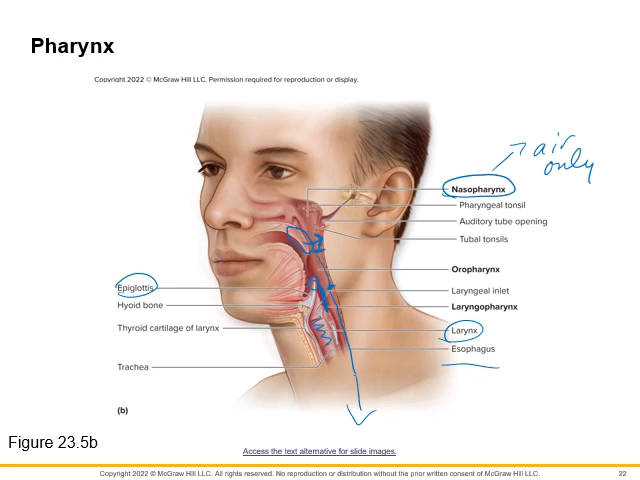 Pharynx
Copyright 2022 © McGraw Hill LLC. Permission required for reproduction or display.
air
only
Nasopharynx
Pharyngeal tonsil
Auditory tube opening
Tubal tonsils
Oropharynx
Epiglottis
Laryngeal inlet
Hyoid bone
Laryngopharynx
Thyroid cartilage of larynx
Larynx
Esophagus
Trachea
(b)
Figure 23.5b
Access the text alternative for slide images.
Copyright 2022 © McGraw Hill LLC. All rights reserved. No reproduction or distribution without the prior written consent of McGraw Hill LLC.
22